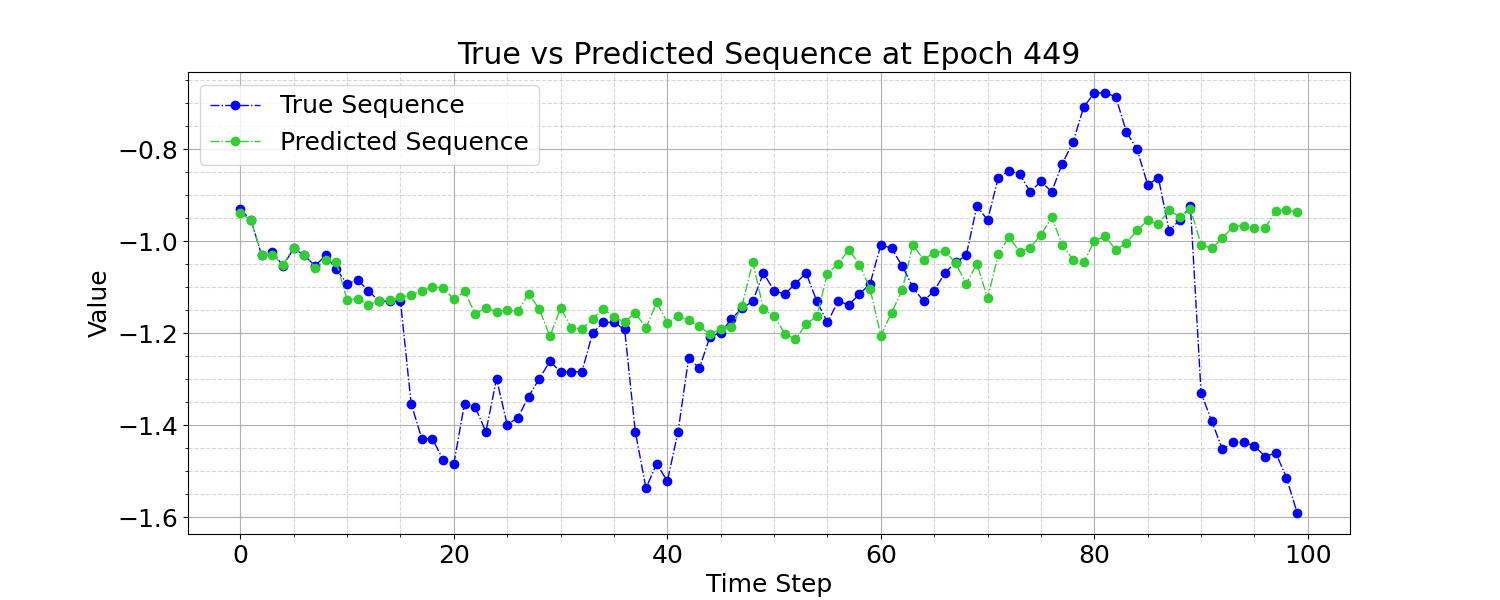 True vs Predicted Sequence at Epoch 449
True Sequence
Predicted Sequence
Value
−0.8
−1.0
−1.2
−1.4
−1.6
0 20 40 60 80 100
Time Step